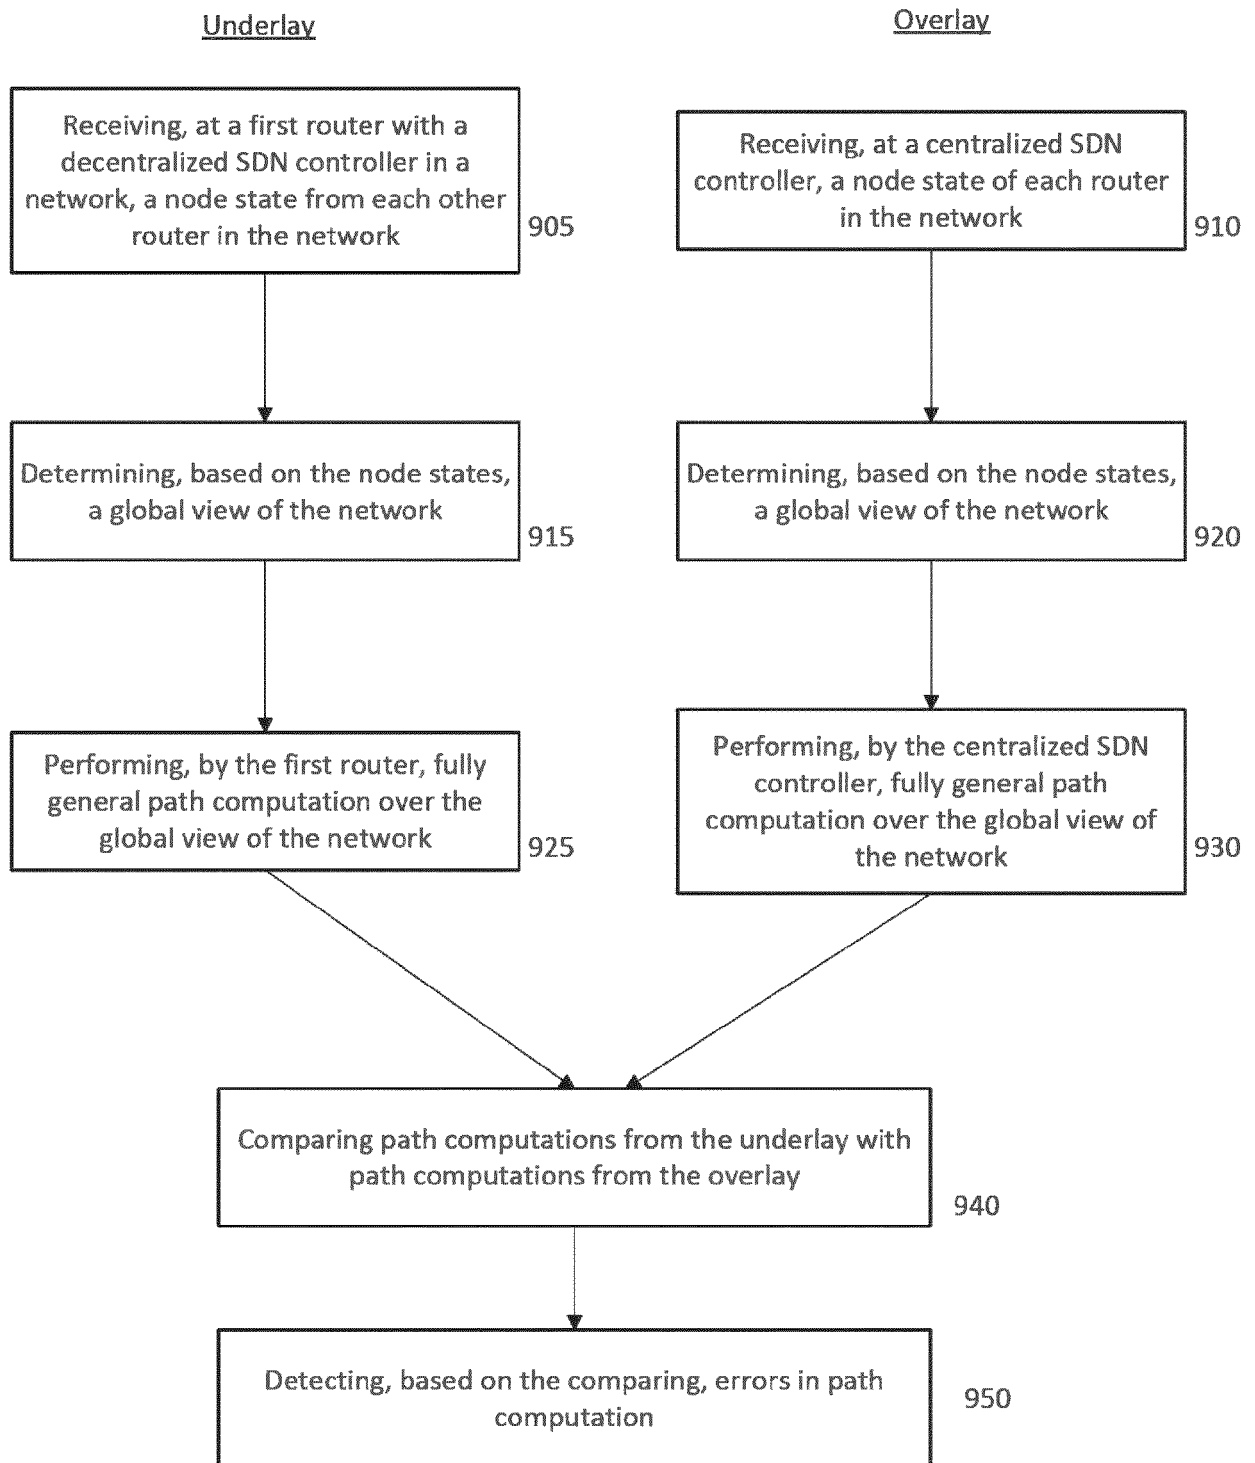 Underlay
Overlay
Receiving, at a first router with a
decentralized SDN controller in a
network, a node state from each other
router in the network
905
Receiving, at a centralized SDN
controller, a node state of each router
in the network
910
Determining, based on the node states,
a global view of the network
915
Determining, based on the node states,
a global view of the network
920
Performing, by the first router, fully
general path computation over the
global view of the network
925
Performing, by the centralized SDN
controller, fully general path
computation over the global view of
the network
930
Comparing path computations from the underlay with
path computations from the overlay
940
Detecting, based on the comparing, errors in path
computation
950